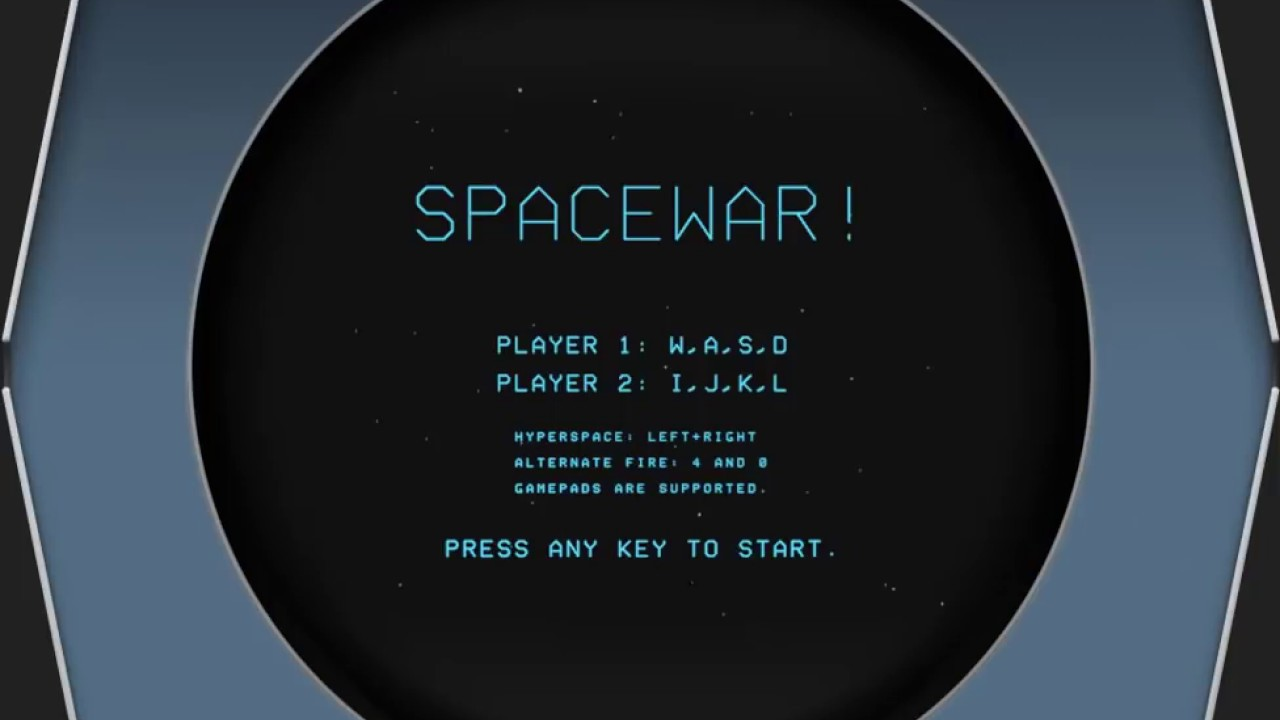 SPACEWAR!
PLAYER 1: W,A,S,D
PLAYER 2: I,J,K,L
HYPERSPACE: LEFT+RIGHT
ALTERNATE FIRE: 4 AND 0
GAMEPADS ARE SUPPORTED.
PRESS ANY KEY TO START.